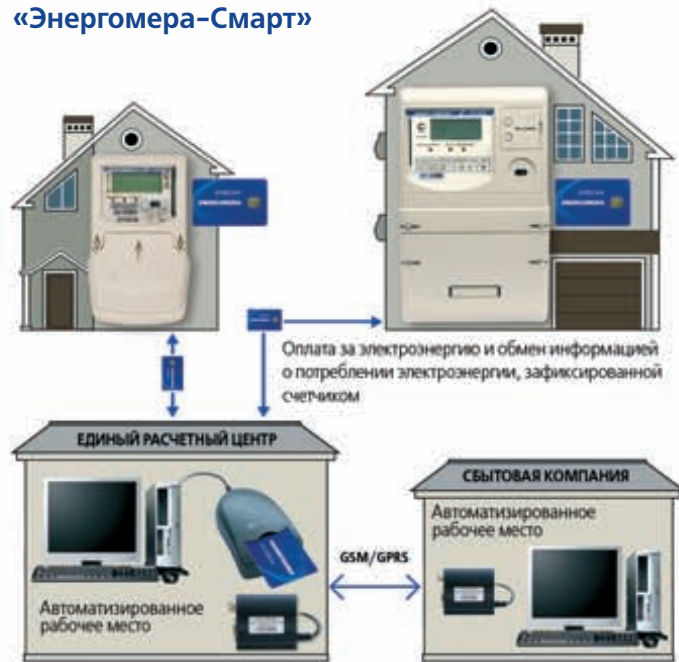 «Энергомера–Смарт»
Оплата за электроэнергию и обмен информацией
о потреблении электроэнергии, зафиксированной
счетчиком
ЕДИНЫЙ РАСЧЕТНЫЙ ЦЕНТР
Автоматизированное
рабочее место
GSM/GPRS
СБЫТОВАЯ КОМПАНИЯ
Автоматизированное
рабочее место